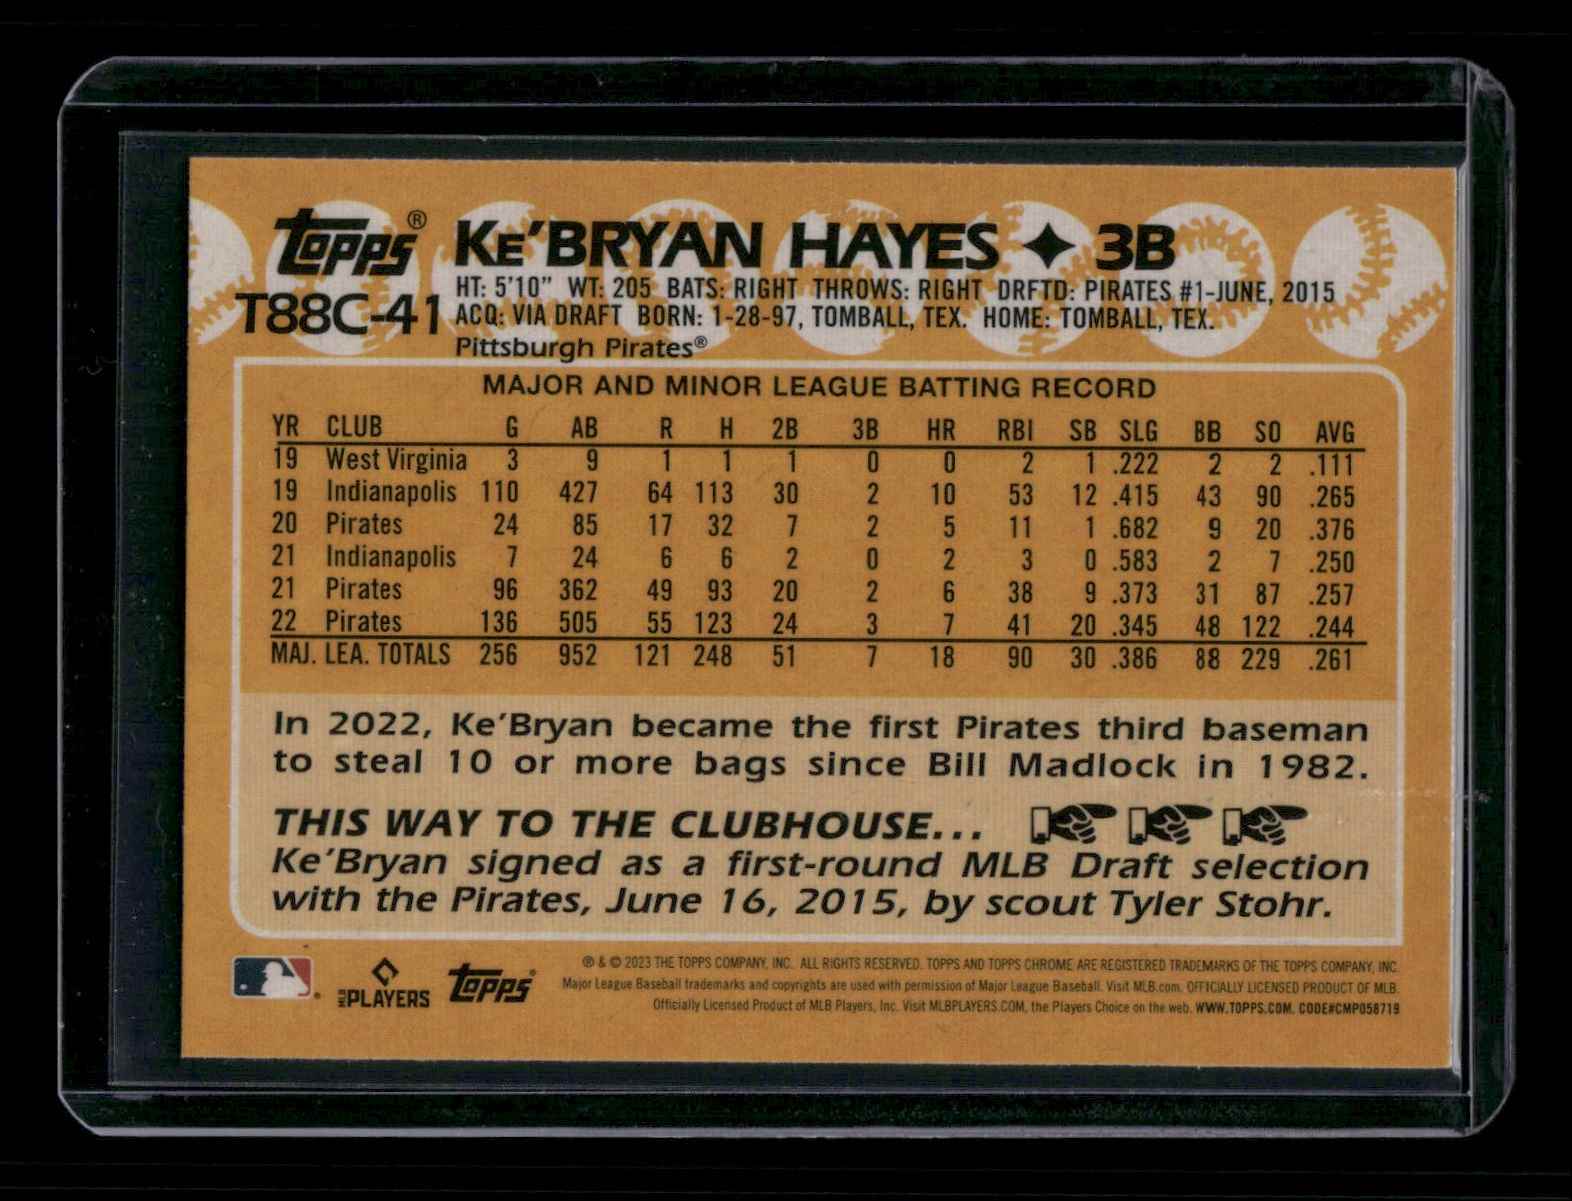 Topps®
KE'BRYAN HAYES ✦ 3B
T88C-41
HT: 5'10" WT: 205 BATS: RIGHT THROWS: RIGHT DRFTD: PIRATES #1-JUNE, 2015
ACQ: VIA DRAFT BORN: 1-28-97, TOMBALL, TEX. HOME: TOMBALL, TEX.
Pittsburgh Pirates®
MAJOR AND MINOR LEAGUE BATTING RECORD
YR CLUB G AB R H 2B 3B HR RBI SB SLG BB SO AVG
19 West Virginia 3 9 1 1 1 0 0 2 1 .222 2 2 .111
19 Indianapolis 110 427 64 113 30 2 10 53 12 .415 43 90 .265
20 Pirates 24 85 17 32 7 2 5 11 1 .682 9 20 .376
21 Indianapolis 7 24 6 6 2 0 2 3 0 .583 2 7 .250
21 Pirates 96 362 49 93 20 2 6 38 9 .373 31 87 .257
22 Pirates 136 505 55 123 24 3 7 41 20 .345 48 122 .244
MAJ. LEA. TOTALS 256 952 121 248 51 7 18 90 30 .386 88 229 .261
In 2022, Ke'Bryan became the first Pirates third baseman
to steal 10 or more bags since Bill Madlock in 1982.
THIS WAY TO THE CLUBHOUSE...
Ke'Bryan signed as a first-round MLB Draft selection
with the Pirates, June 16, 2015, by scout Tyler Stohr.
MLB PLAYERS
Topps®
® & © 2023 THE TOPPS COMPANY, INC. ALL RIGHTS RESERVED. TOPPS AND TOPPS CHROME ARE REGISTERED TRADEMARKS OF THE TOPPS COMPANY, INC.
Major League Baseball trademarks and copyrights are used with permission of Major League Baseball. Visit MLB.com. OFFICIALLY LICENSED PRODUCT OF MLB.
Officially Licensed Product of MLB Players, Inc. Visit MLBPLAYERS.COM, the Players Choice on the web. WWW.TOPPS.COM. CODE#CMP058719